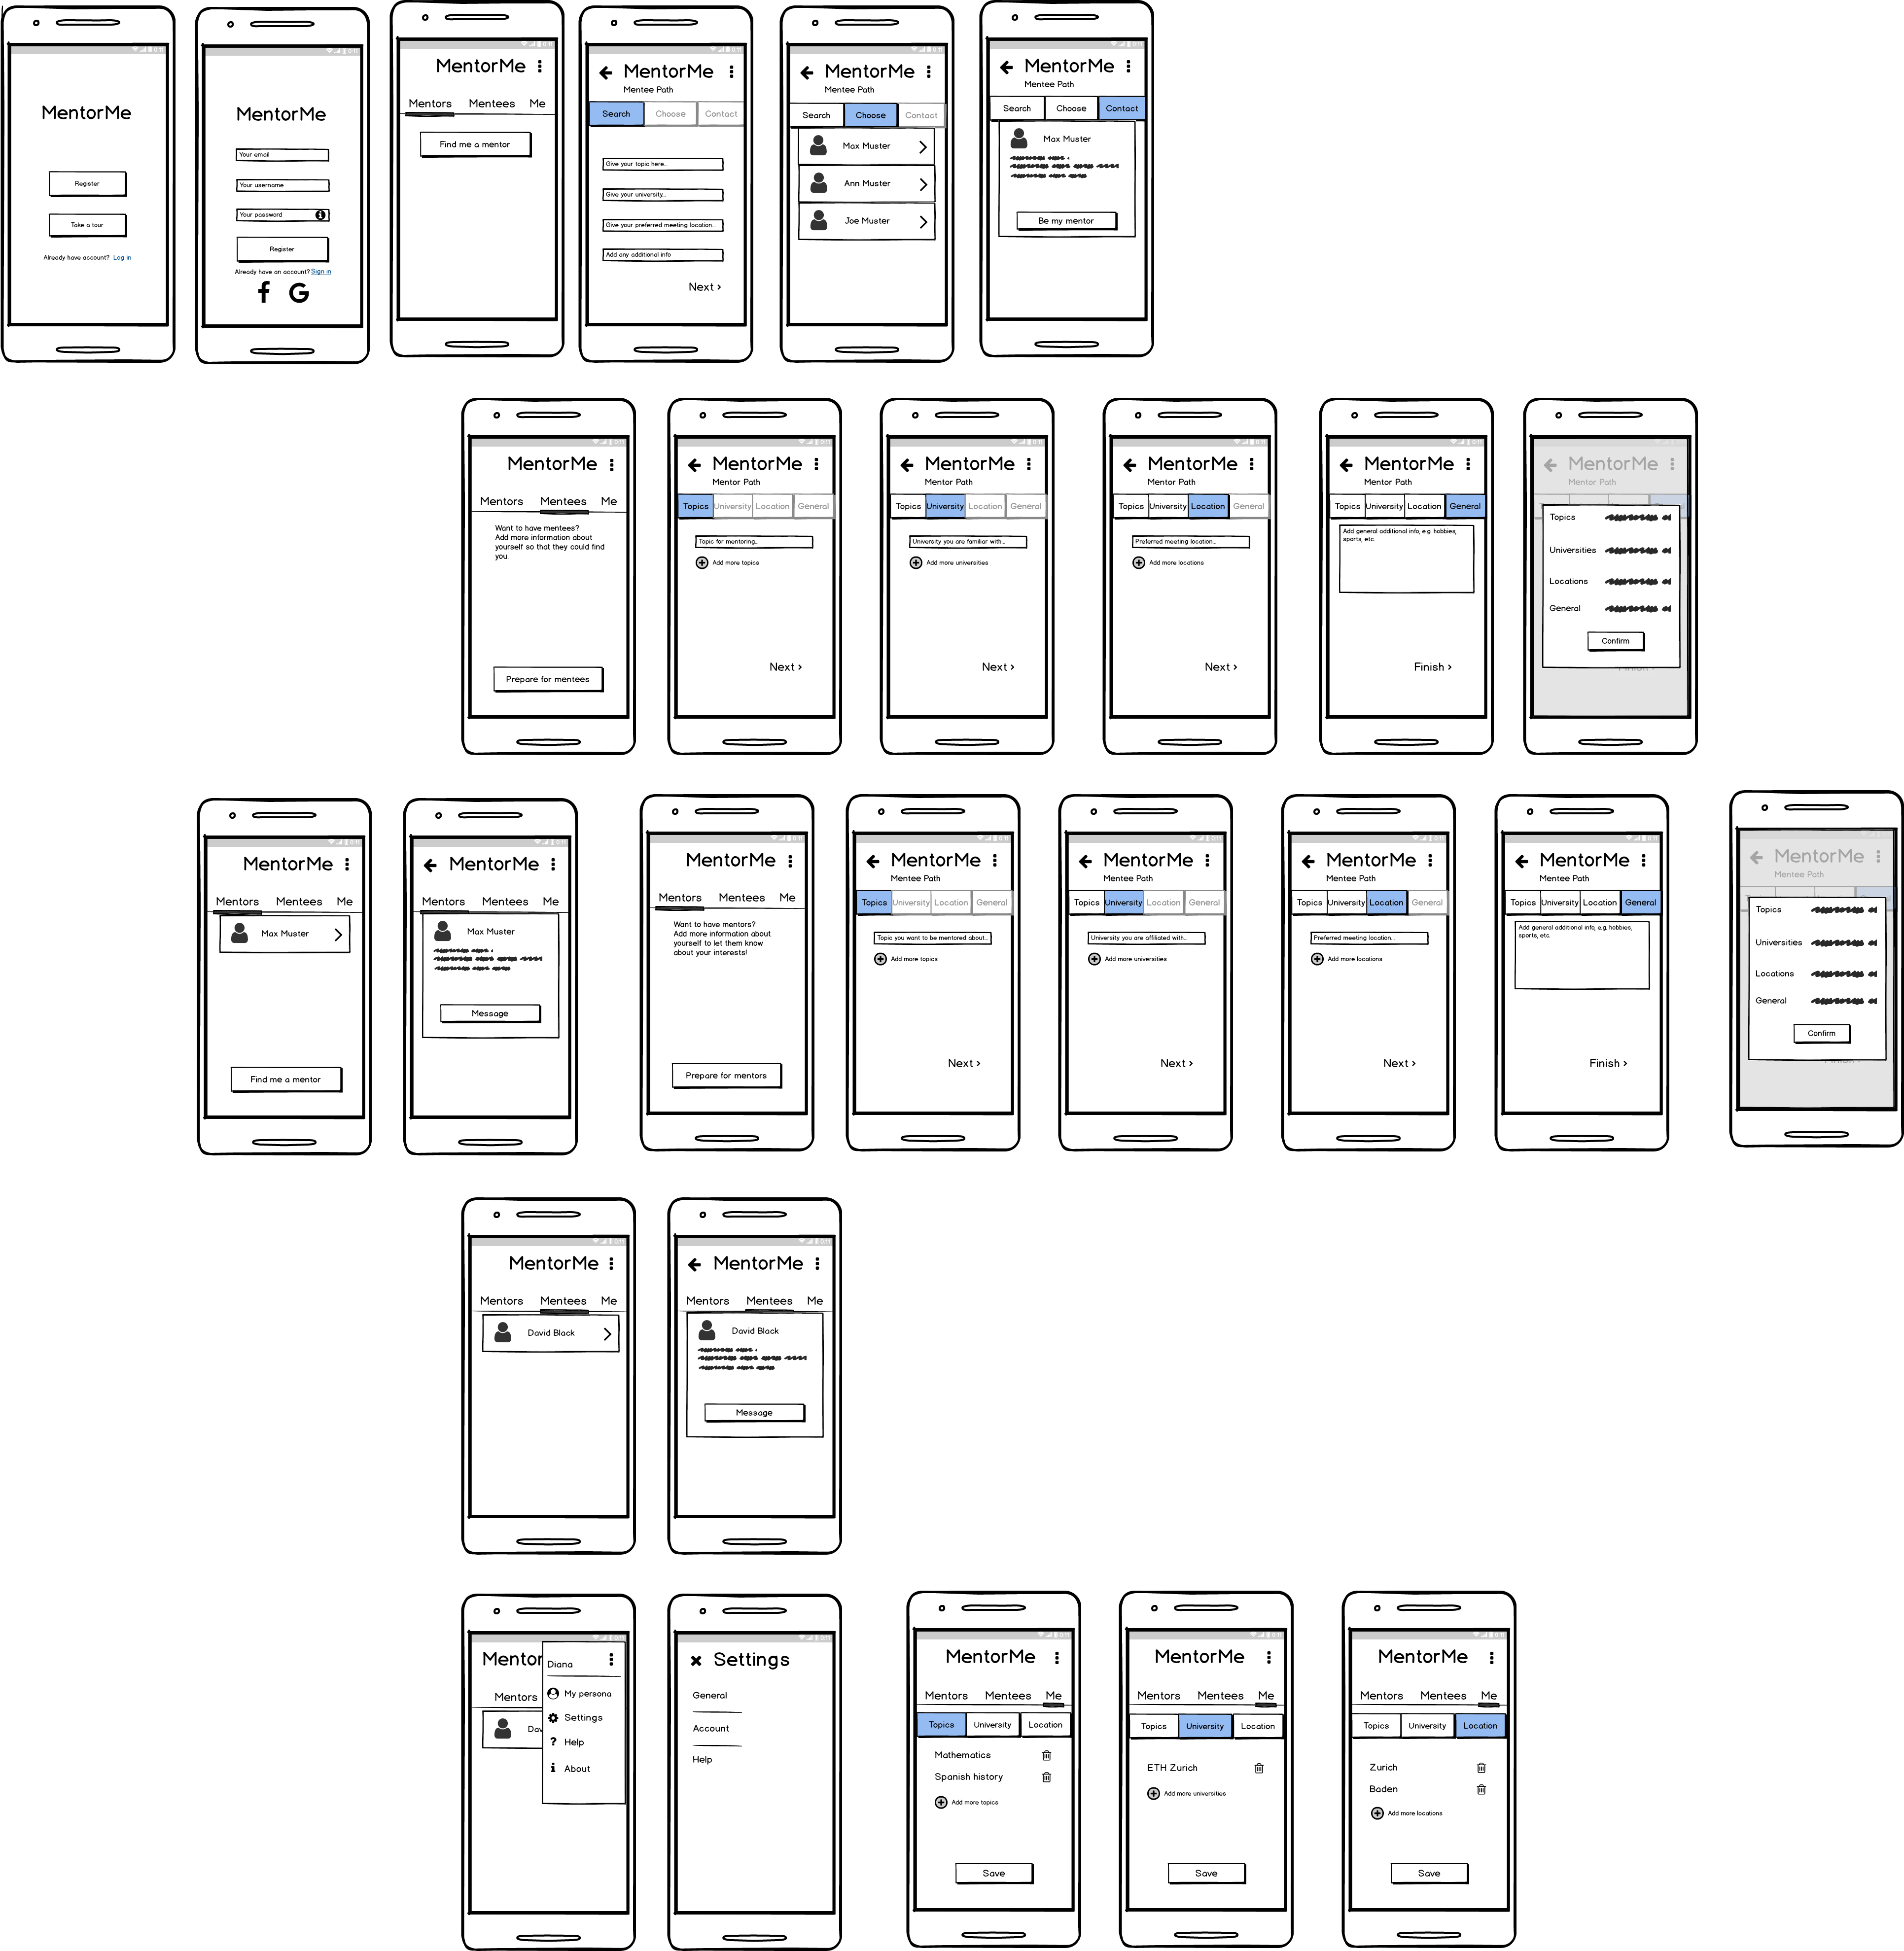 MentorMe
Register
Take a tour
Already have account? Log in
MentorMe
Your email
Your username
Your password
Register
Already have an account? Sign in
MentorMe
Mentors Mentees Me
Find me a mentor
MentorMe
Mentee Path
Search Choose Contact
Give your topic here...
Give your university...
Give your preferred meeting location...
Add any additional info
Next
MentorMe
Mentee Path
Search Choose Contact
Max Muster
Ann Muster
Joe Muster
MentorMe
Mentee Path
Search Choose Contact
Max Muster
Be my mentor
MentorMe
Mentors Mentees Me
Want to have mentees?
Add more information about
yourself so that they could find
you.
Prepare for mentees
MentorMe
Mentor Path
Topics University Location General
Topic for mentoring...
Add more topics
Next
MentorMe
Mentor Path
Topics University Location General
University you are familiar with...
Add more universities
Next
MentorMe
Mentor Path
Topics University Location General
Preferred meeting location...
Add more locations
Next
MentorMe
Mentor Path
Topics University Location General
Add general additional info, e.g. hobbies,
sports, etc.
Finish
MentorMe
Mentor Path
Topics
Universities
Locations
General
Confirm
MentorMe
Mentors Mentees Me
Max Muster
Find me a mentor
MentorMe
Mentors Mentees Me
Max Muster
Message
MentorMe
Mentors Mentees Me
Want to have mentors?
Add more information about
yourself to let them know
about your interests!
Prepare for mentors
MentorMe
Mentee Path
Topics University Location General
Topic you want to be mentored about...
Add more topics
Next
MentorMe
Mentee Path
Topics University Location General
University you are affiliated with...
Add more universities
Next
MentorMe
Mentee Path
Topics University Location General
Preferred meeting location...
Add more locations
Next
MentorMe
Mentee Path
Topics University Location General
Add general additional info, e.g. hobbies,
sports, etc.
Finish
MentorMe
Mentee Path
Topics
Universities
Locations
General
Confirm
MentorMe
Mentors Mentees Me
David Black
MentorMe
Mentors Mentees Me
David Black
Message
Mentor
Mentors
Dav
Diana
My persona
Settings
Help
About
Settings
General
Account
Help
MentorMe
Mentors Mentees Me
Topics University Location
Mathematics
Spanish history
Add more topics
Save
MentorMe
Mentors Mentees Me
Topics University Location
ETH Zurich
Add more universities
Save
MentorMe
Mentors Mentees Me
Topics University Location
Zurich
Baden
Add more locations
Save